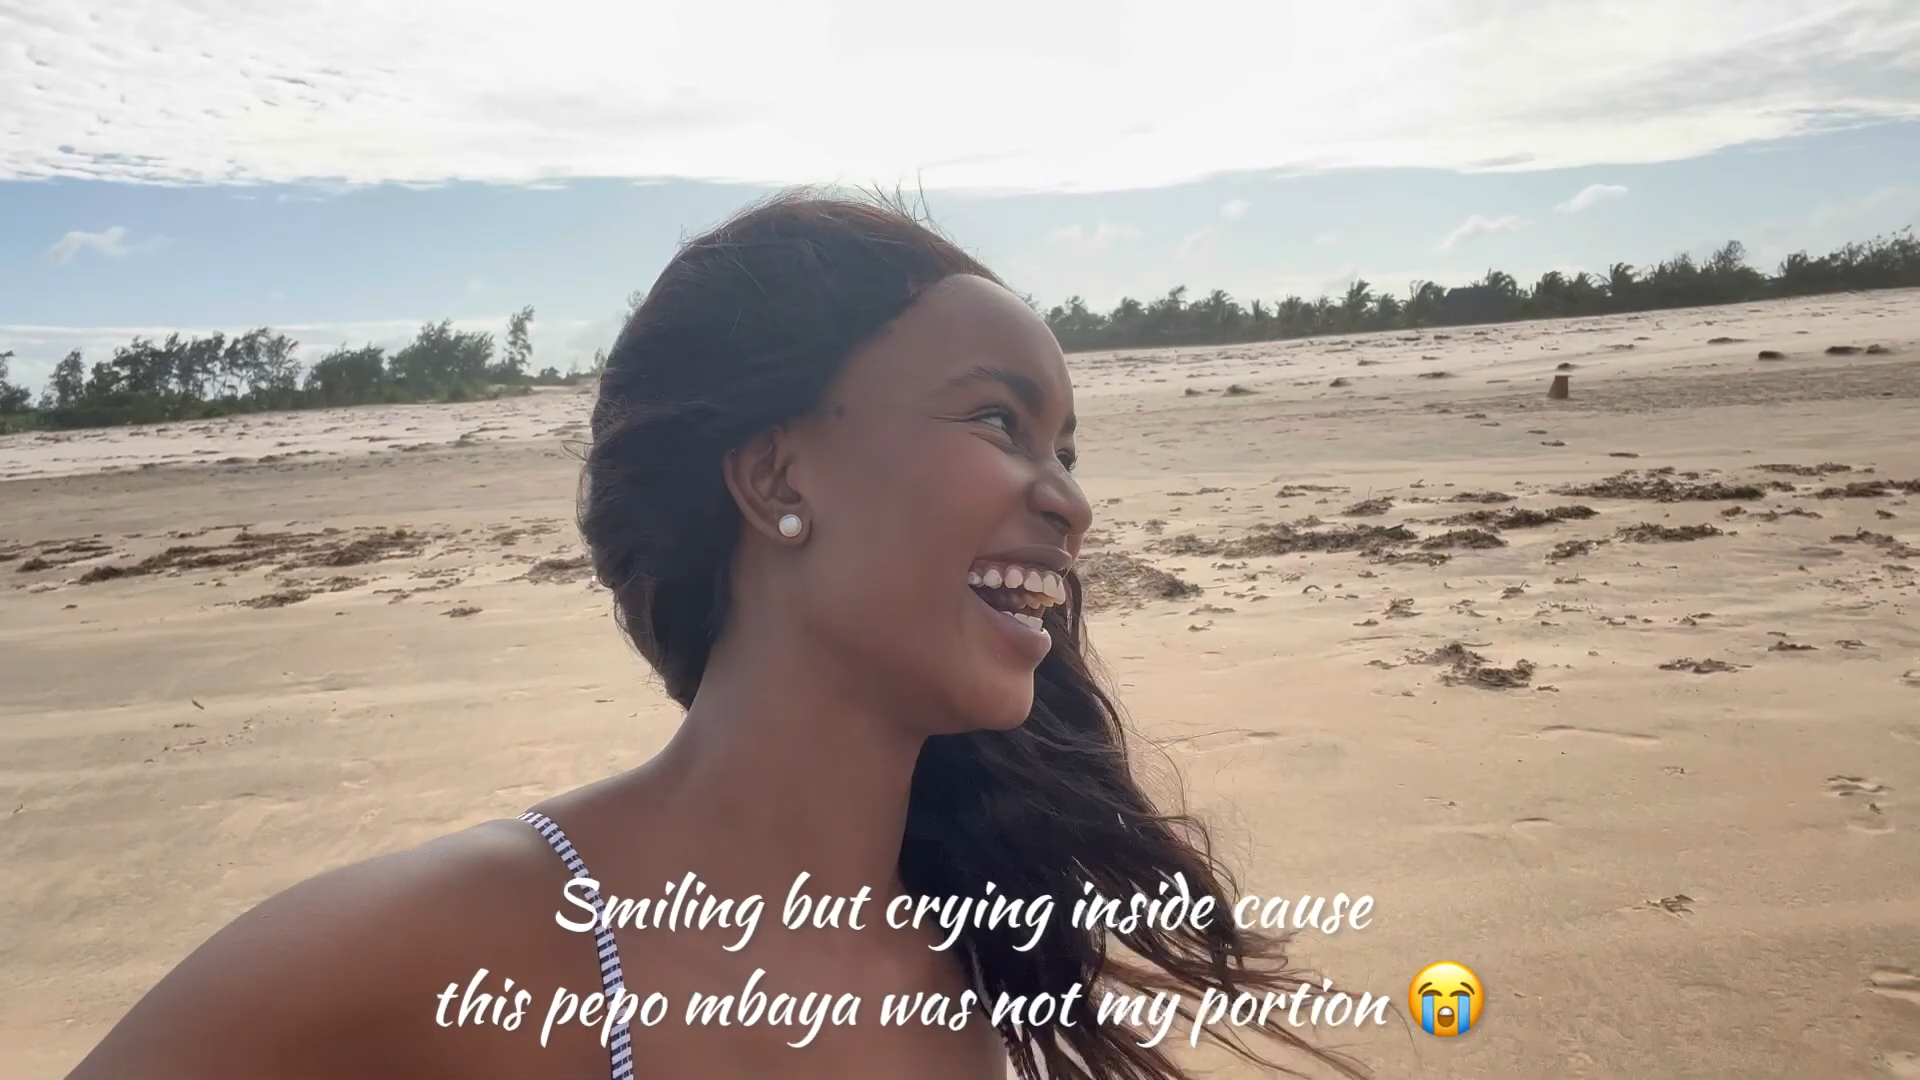 Smiling but crying inside cause
this pepo mbaya was not my portion 😭